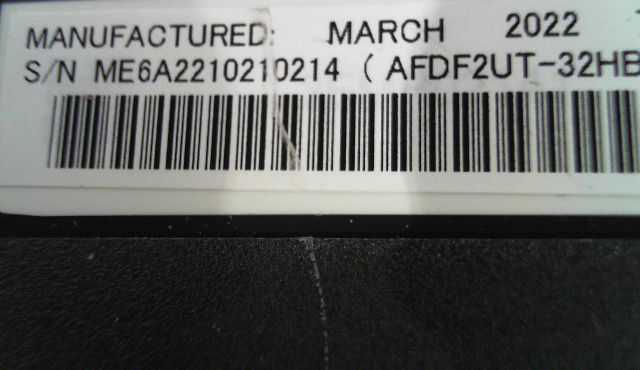 MANUFACTURED: MARCH 2022
S/N ME6A2210210214 ( AFDF2UT-32HB